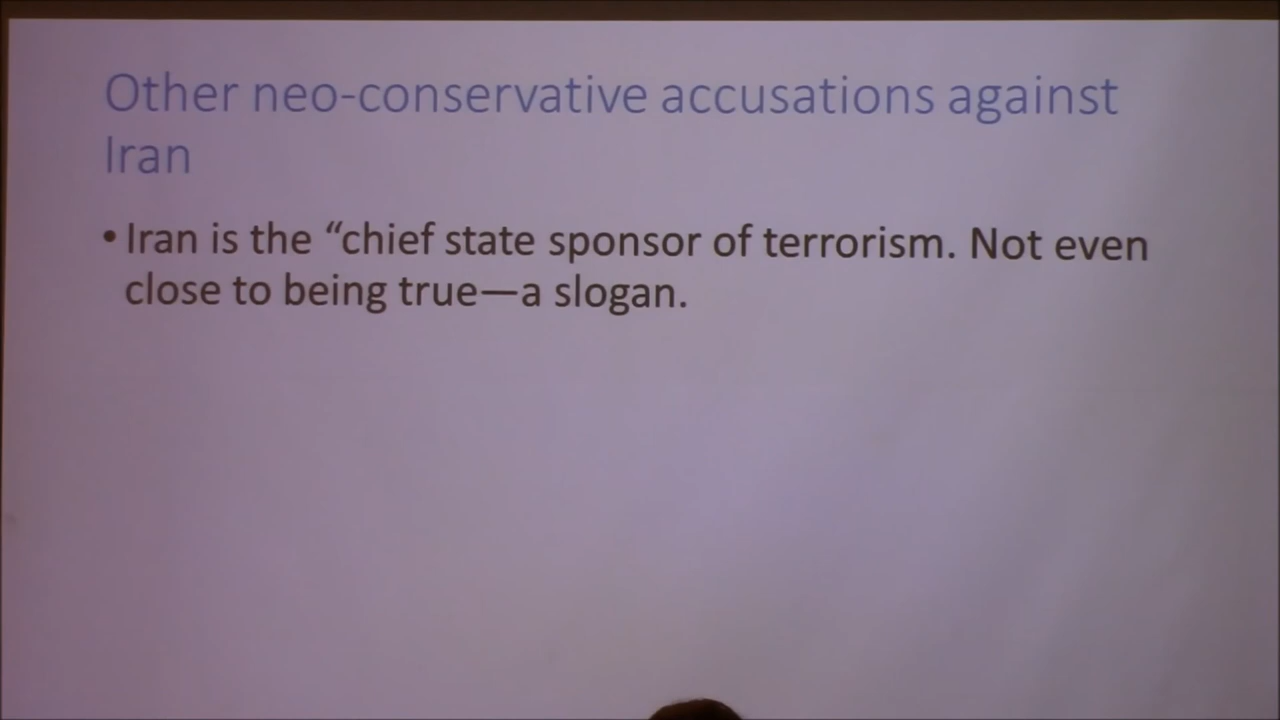 Other neo-conservative accusations against
Iran
• Iran is the “chief state sponsor of terrorism. Not even
close to being true—a slogan.